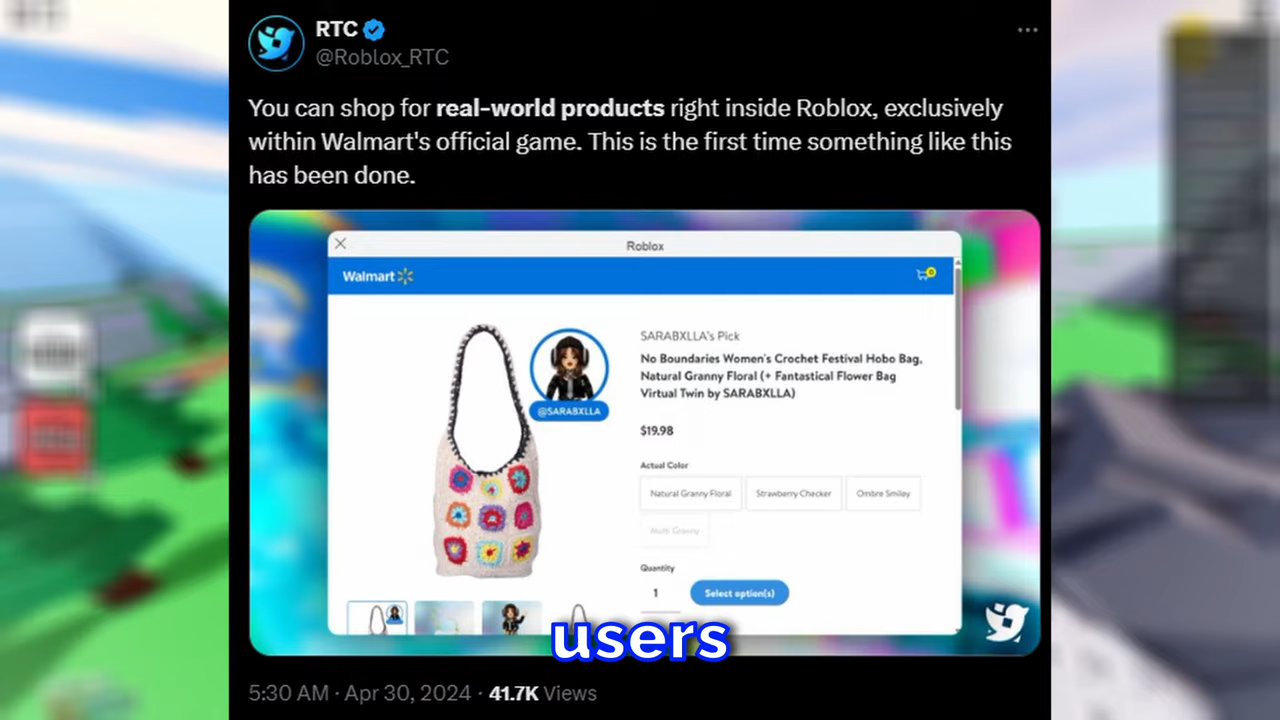 RTC
@Roblox_RTC
You can shop for real-world products right inside Roblox, exclusively
within Walmart's official game. This is the first time something like this
has been done.
Roblox
Walmart
0
SARABXLLA's Pick
No Boundaries Women's Crochet Festival Hobo Bag,
Natural Granny Floral (+ Fantastical Flower Bag
Virtual Twin by SARABXLLA)
@SARABXLLA
$19.98
Actual Color
Natural Granny Floral
Strawberry Checker
Ombre Smiley
Multi Granny
Quantity
1
Select option(s)
users
5:30 AM · Apr 30, 2024 · 41.7K Views